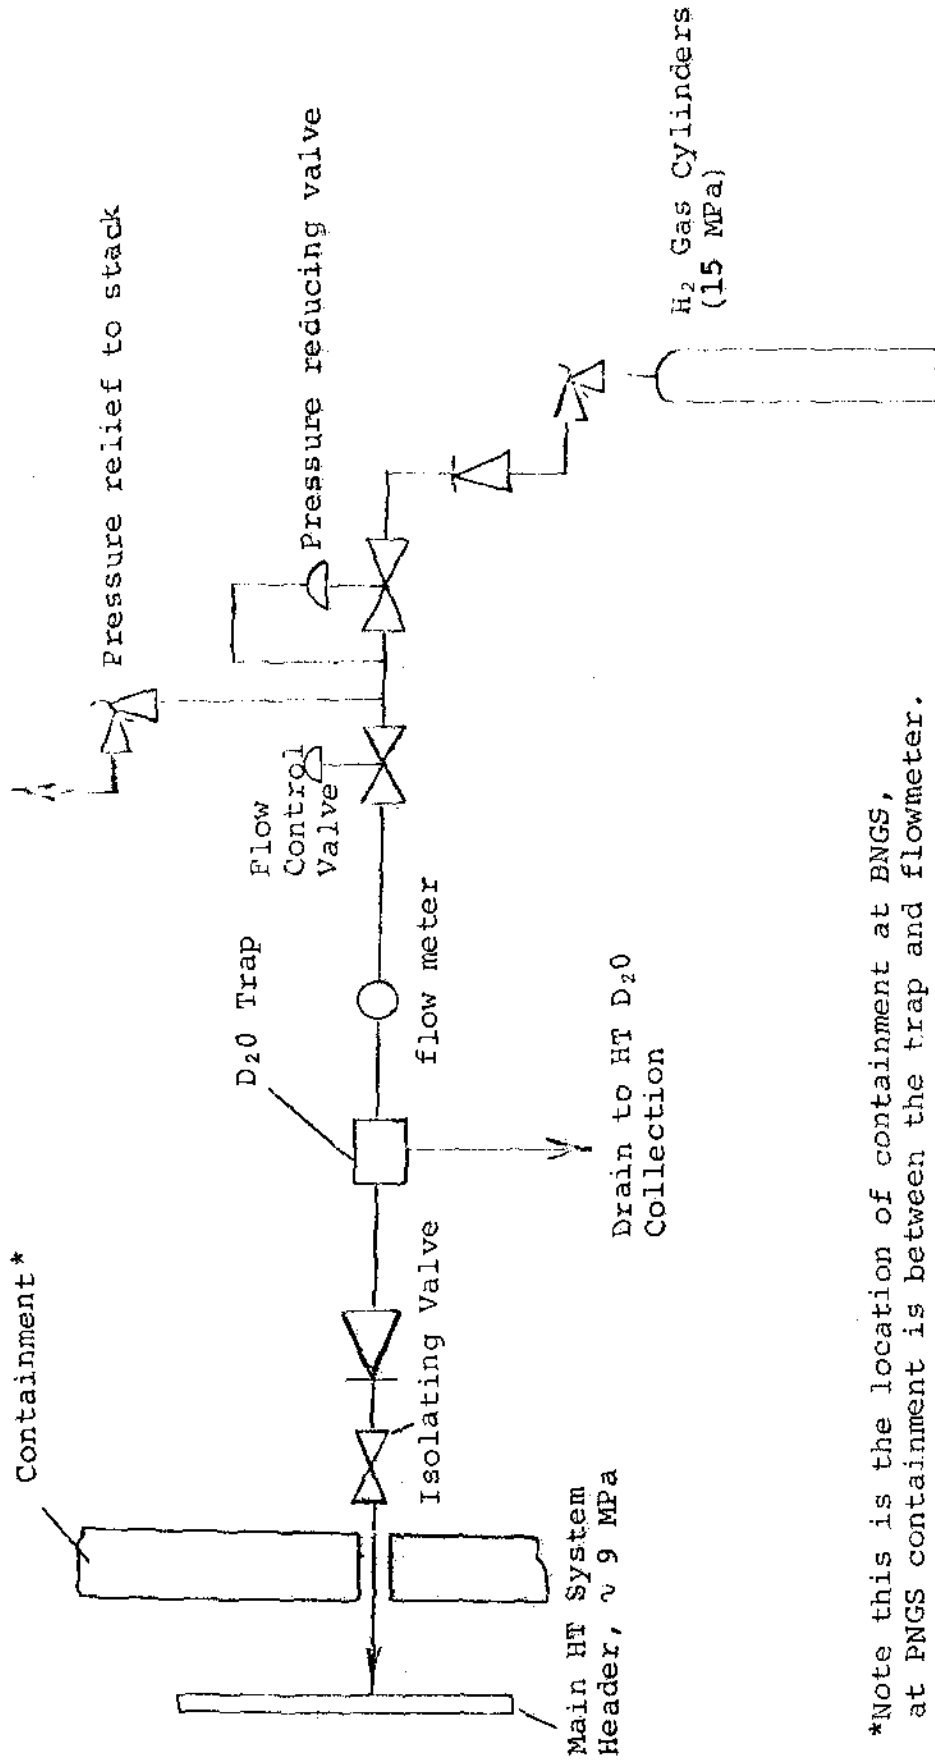 Containment*
Main HT System
Header, ~ 9 MPa
Isolating Valve
D₂O Trap
Drain to HT D₂O
Collection
flow meter
Flow
Control
Valve
Pressure relief to stack
Pressure reducing valve
H₂ Gas Cylinders
(15 MPa)
*Note this is the location of containment at BNGS,
at PNGS containment is between the trap and flowmeter.